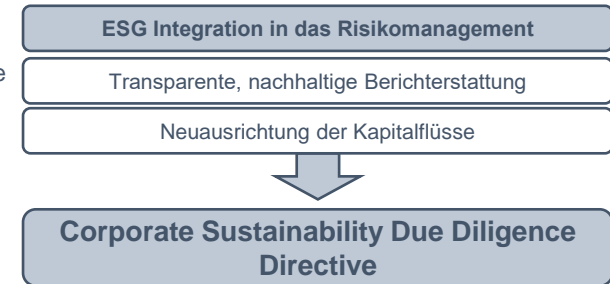 ESG Integration in das Risikomanagement
e
Transparente, nachhaltige Berichterstattung
Neuausrichtung der Kapitalflüsse
Corporate Sustainability Due Diligence
Directive